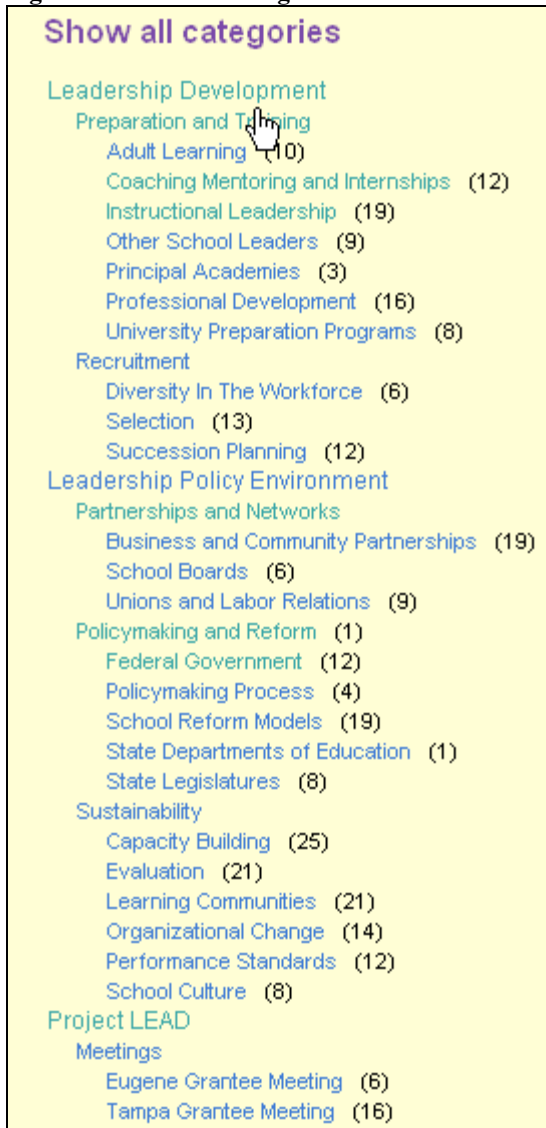 Show all categories
Leadership Development
Preparation and Training
Adult Learning (10)
Coaching Mentoring and Internships (12)
Instructional Leadership (19)
Other School Leaders (9)
Principal Academies (3)
Professional Development (16)
University Preparation Programs (8)
Recruitment
Diversity In The Workforce (6)
Selection (13)
Succession Planning (12)
Leadership Policy Environment
Partnerships and Networks
Business and Community Partnerships (19)
School Boards (6)
Unions and Labor Relations (9)
Policymaking and Reform (1)
Federal Government (12)
Policymaking Process (4)
School Reform Models (19)
State Departments of Education (1)
State Legislatures (8)
Sustainability
Capacity Building (25)
Evaluation (21)
Learning Communities (21)
Organizational Change (14)
Performance Standards (12)
School Culture (8)
Project LEAD
Meetings
Eugene Grantee Meeting (6)
Tampa Grantee Meeting (16)